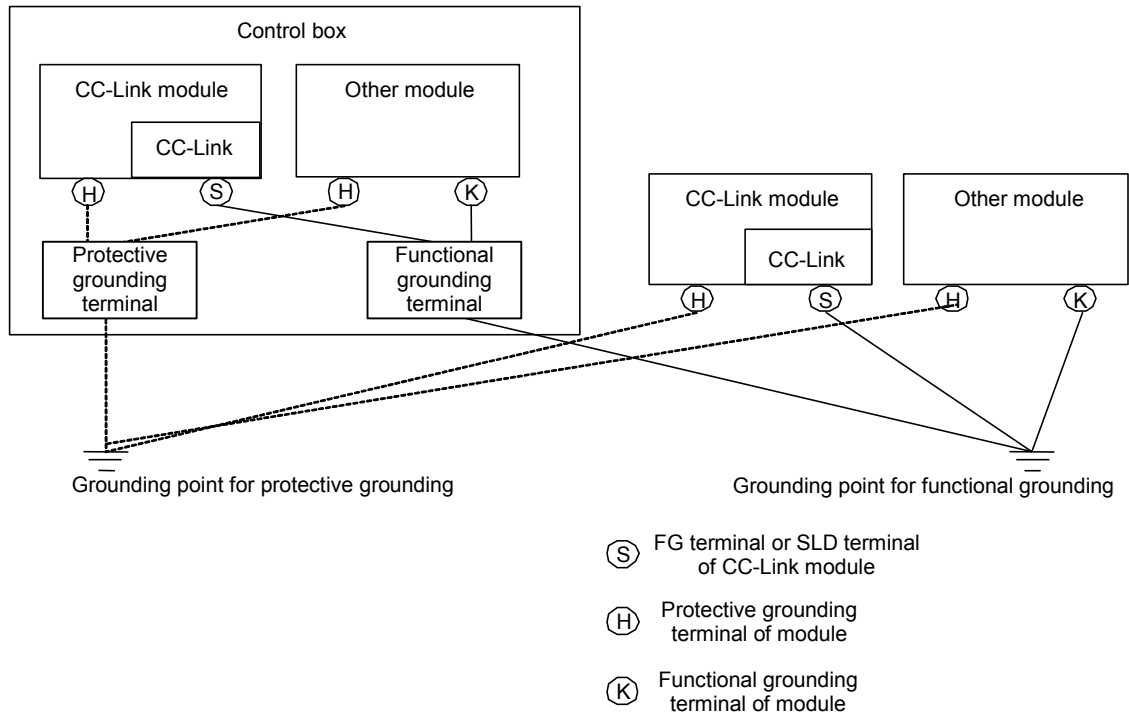 Control box
CC-Link module
Other module
CC-Link
H
S
H
K
Protective
grounding
terminal
Functional
grounding
terminal
CC-Link module
Other module
CC-Link
H
S
H
K
Grounding point for protective grounding
Grounding point for functional grounding
S FG terminal or SLD terminal
of CC-Link module
H Protective grounding
terminal of module
K Functional grounding
terminal of module